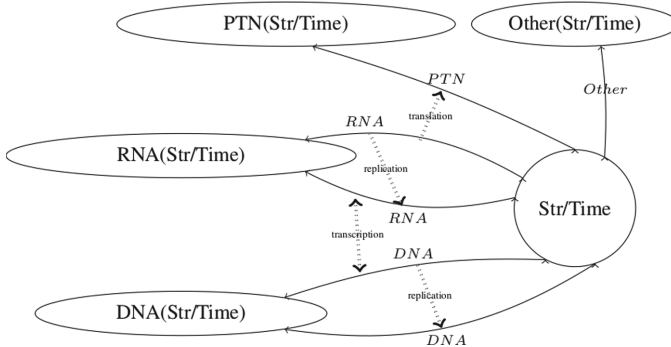 PTN(Str/Time)
Other(Str/Time)
PTN
Other
translation
RNA
RNA(Str/Time)
replication
Str/Time
RNA
transcription
DNA
replication
DNA(Str/Time)
DNA